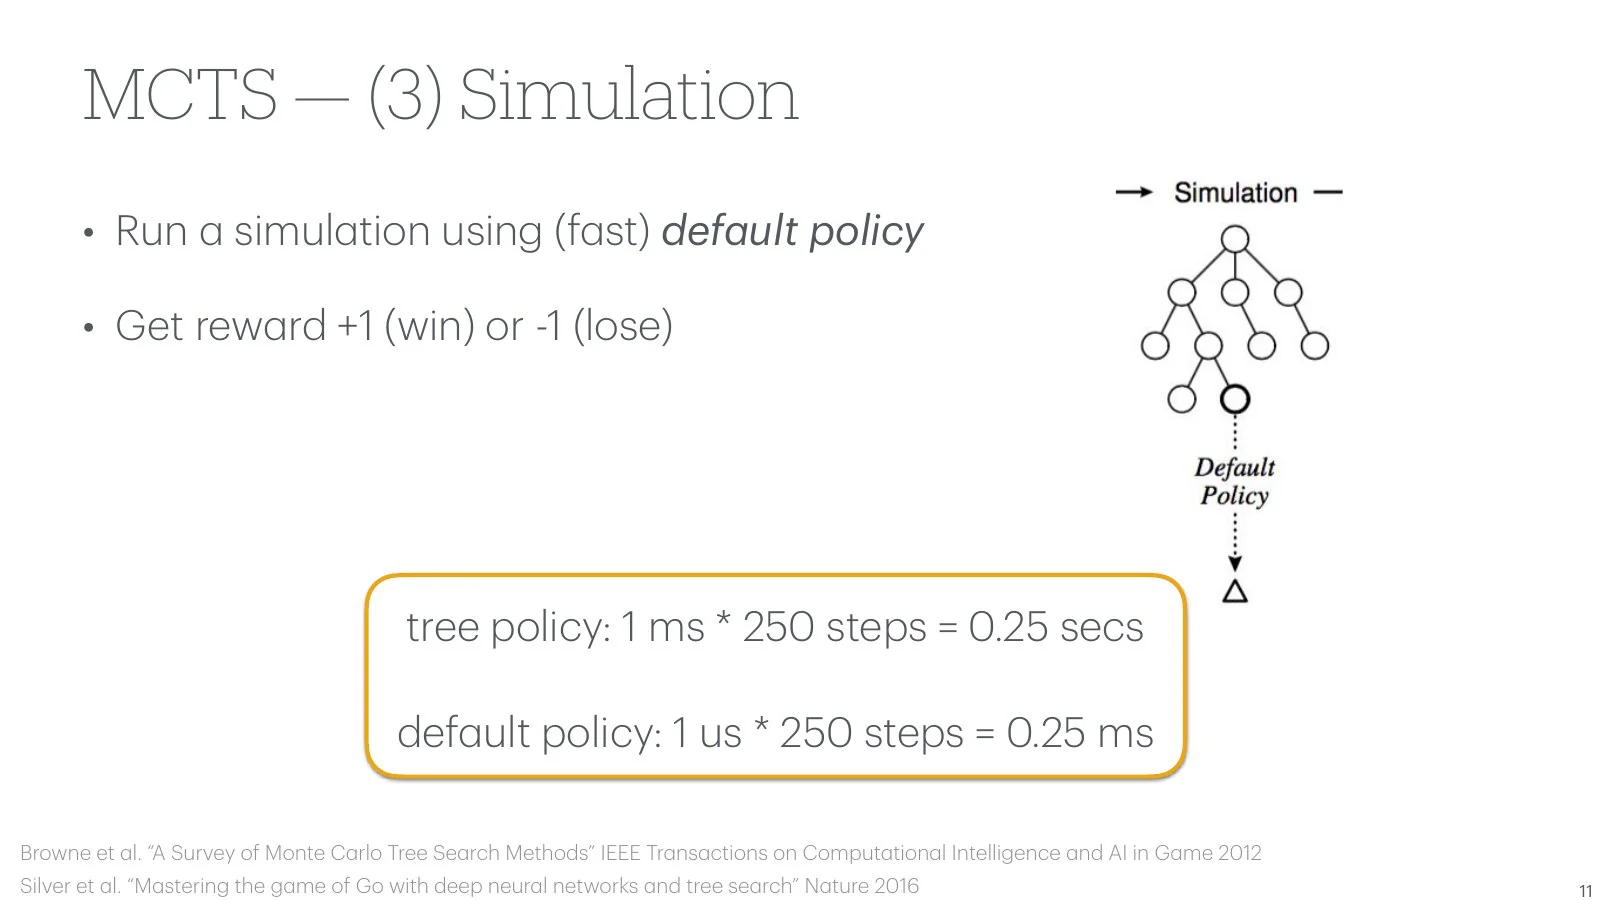 MCTS — (3) Simulation
• Run a simulation using (fast) default policy
• Get reward +1 (win) or -1 (lose)
Simulation
Default
Policy
tree policy: 1 ms * 250 steps = 0.25 secs
default policy: 1 us * 250 steps = 0.25 ms
Browne et al. “A Survey of Monte Carlo Tree Search Methods” IEEE Transactions on Computational Intelligence and AI in Game 2012
Silver et al. “Mastering the game of Go with deep neural networks and tree search” Nature 2016
11